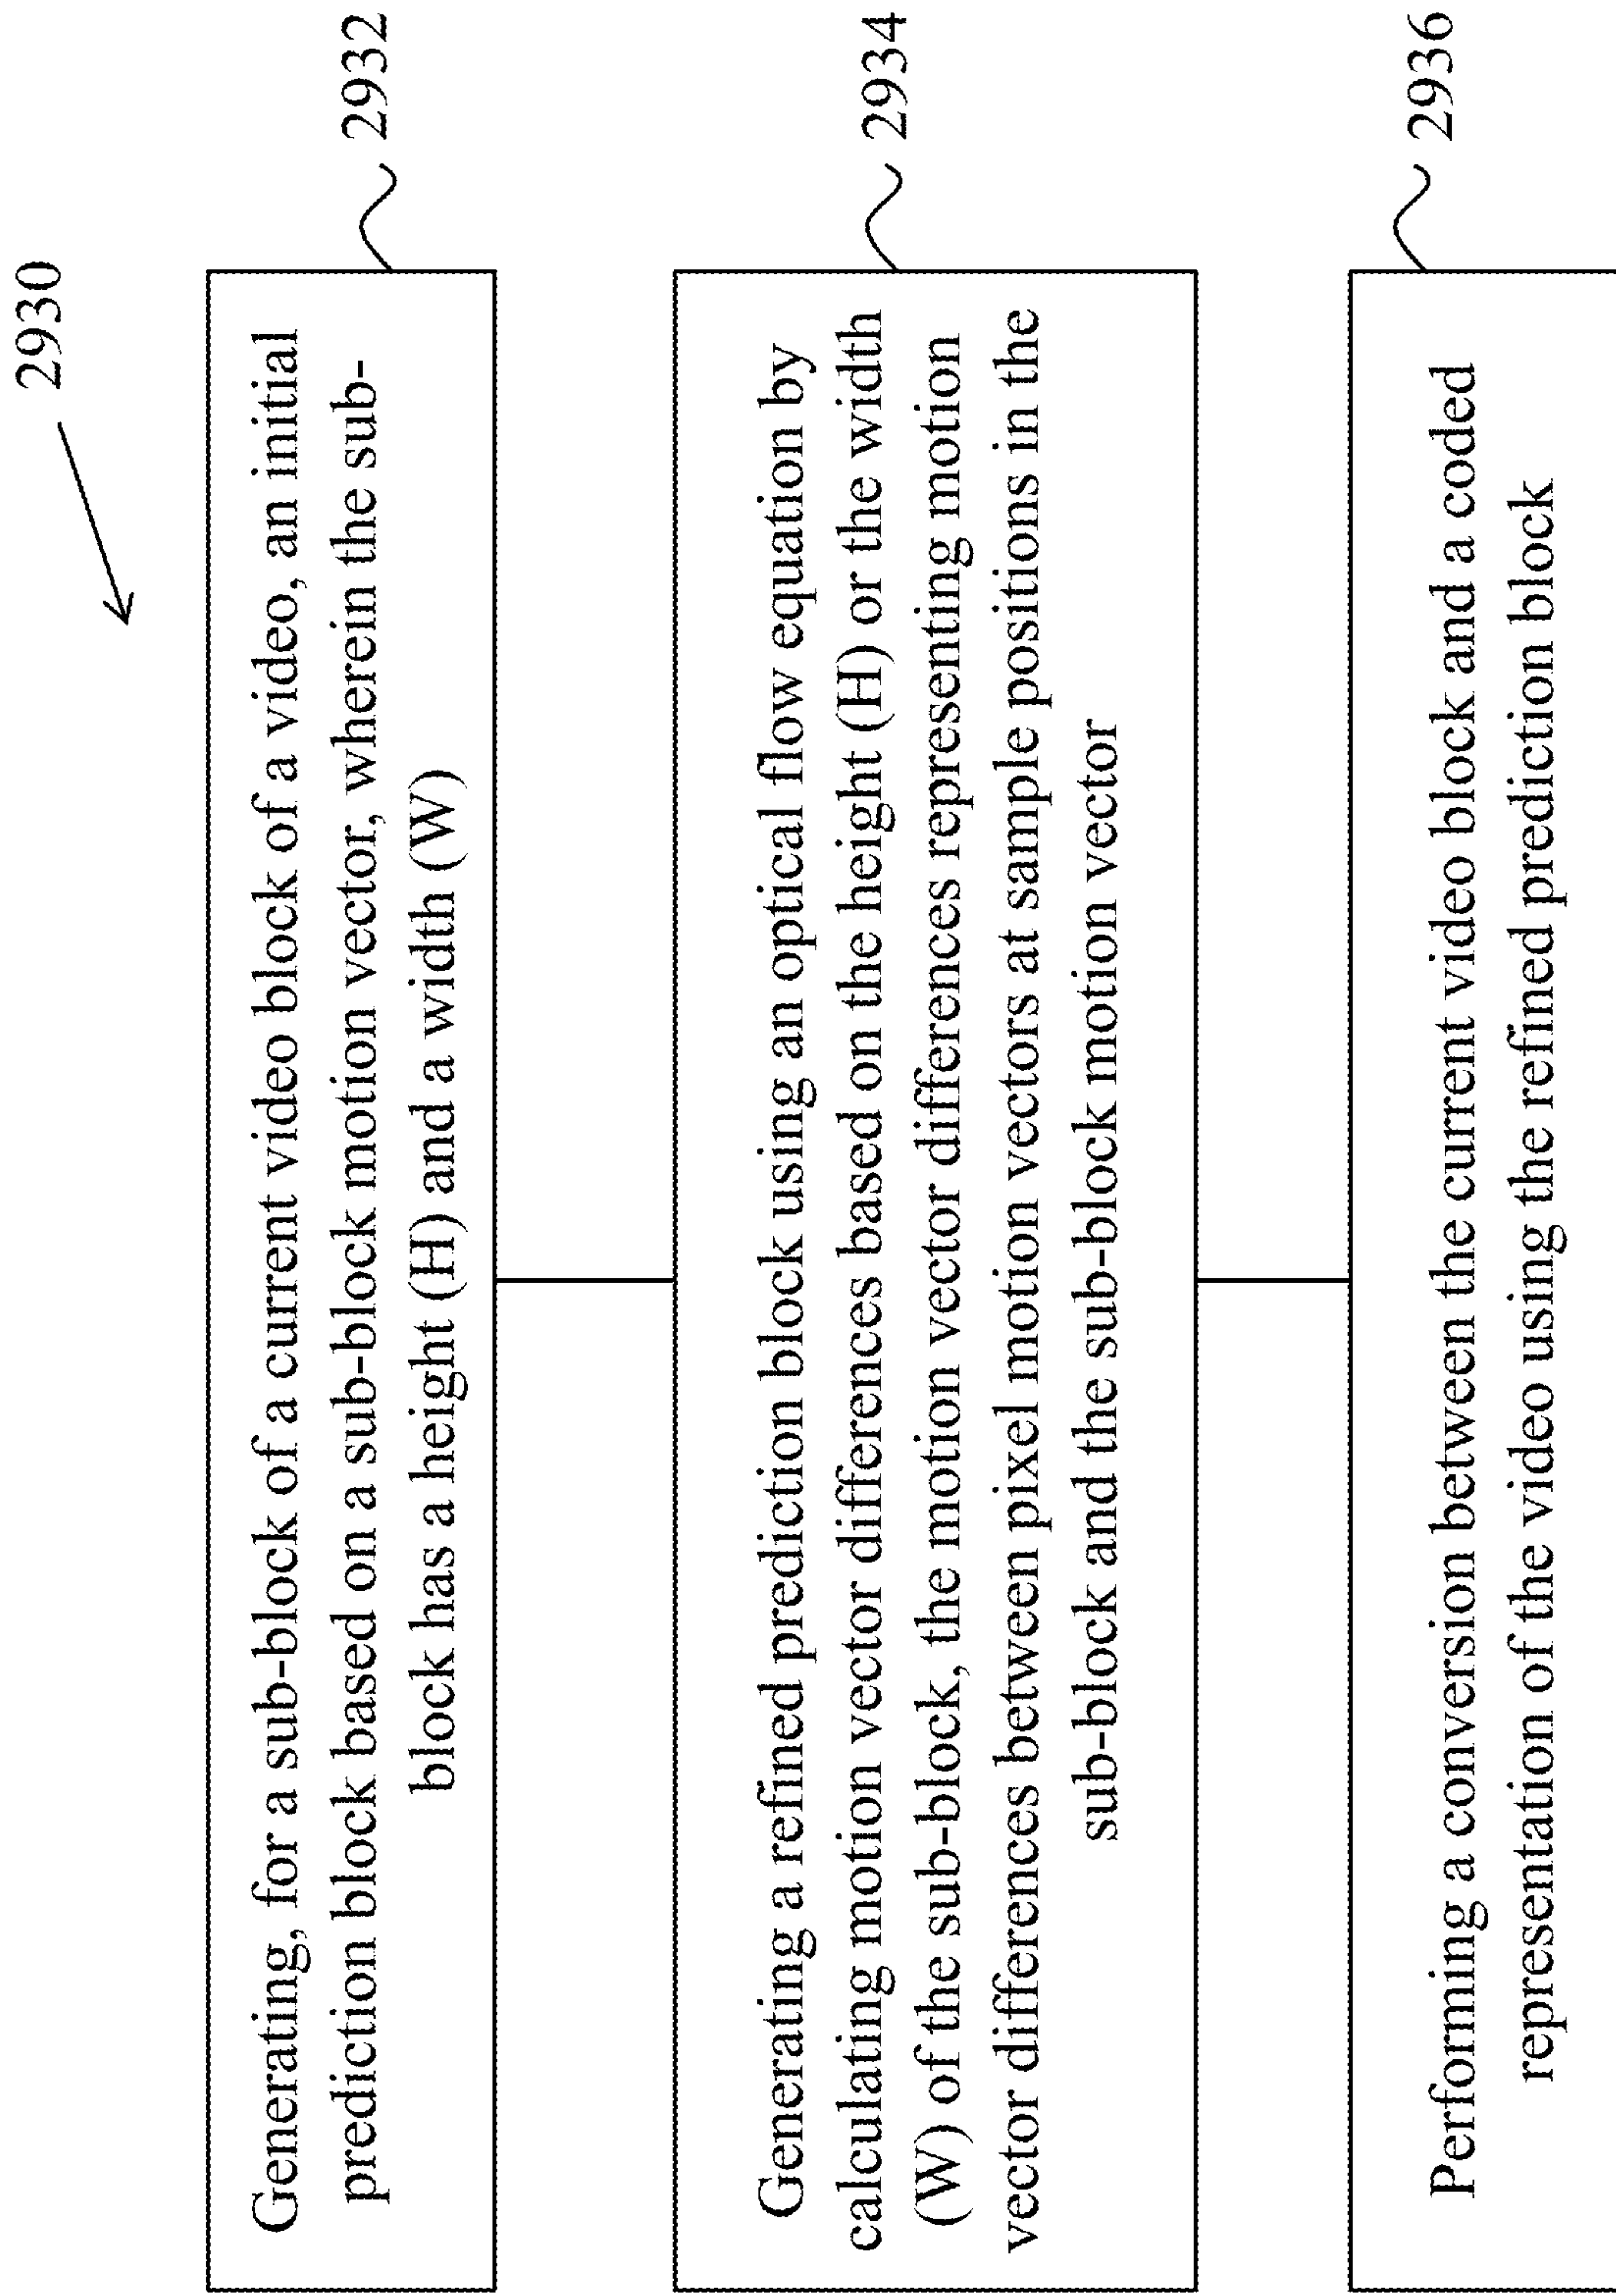 2930
Generating, for a sub-block of a current video block of a video, an initial
prediction block based on a sub-block motion vector, wherein the sub-
block has a height (H) and a width (W)
2932
Generating a refined prediction block using an optical flow equation by
calculating motion vector differences based on the height (H) or the width
(W) of the sub-block, the motion vector differences representing motion
vector differences between pixel motion vectors at sample positions in the
sub-block and the sub-block motion vector
2934
Performing a conversion between the current video block and a coded
representation of the video using the refined prediction block
2936